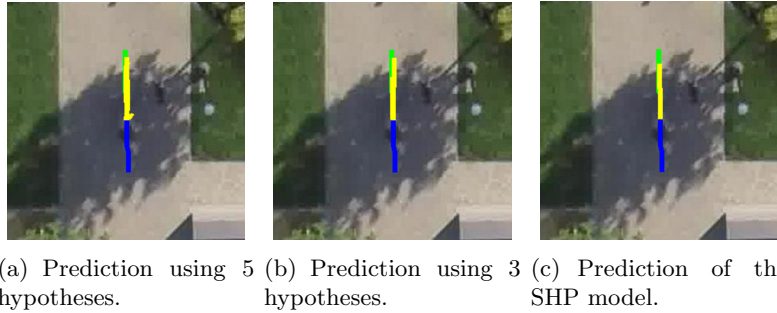 (a) Prediction using 5
hypotheses.
(b) Prediction using 3
hypotheses.
(c) Prediction of th
SHP model.